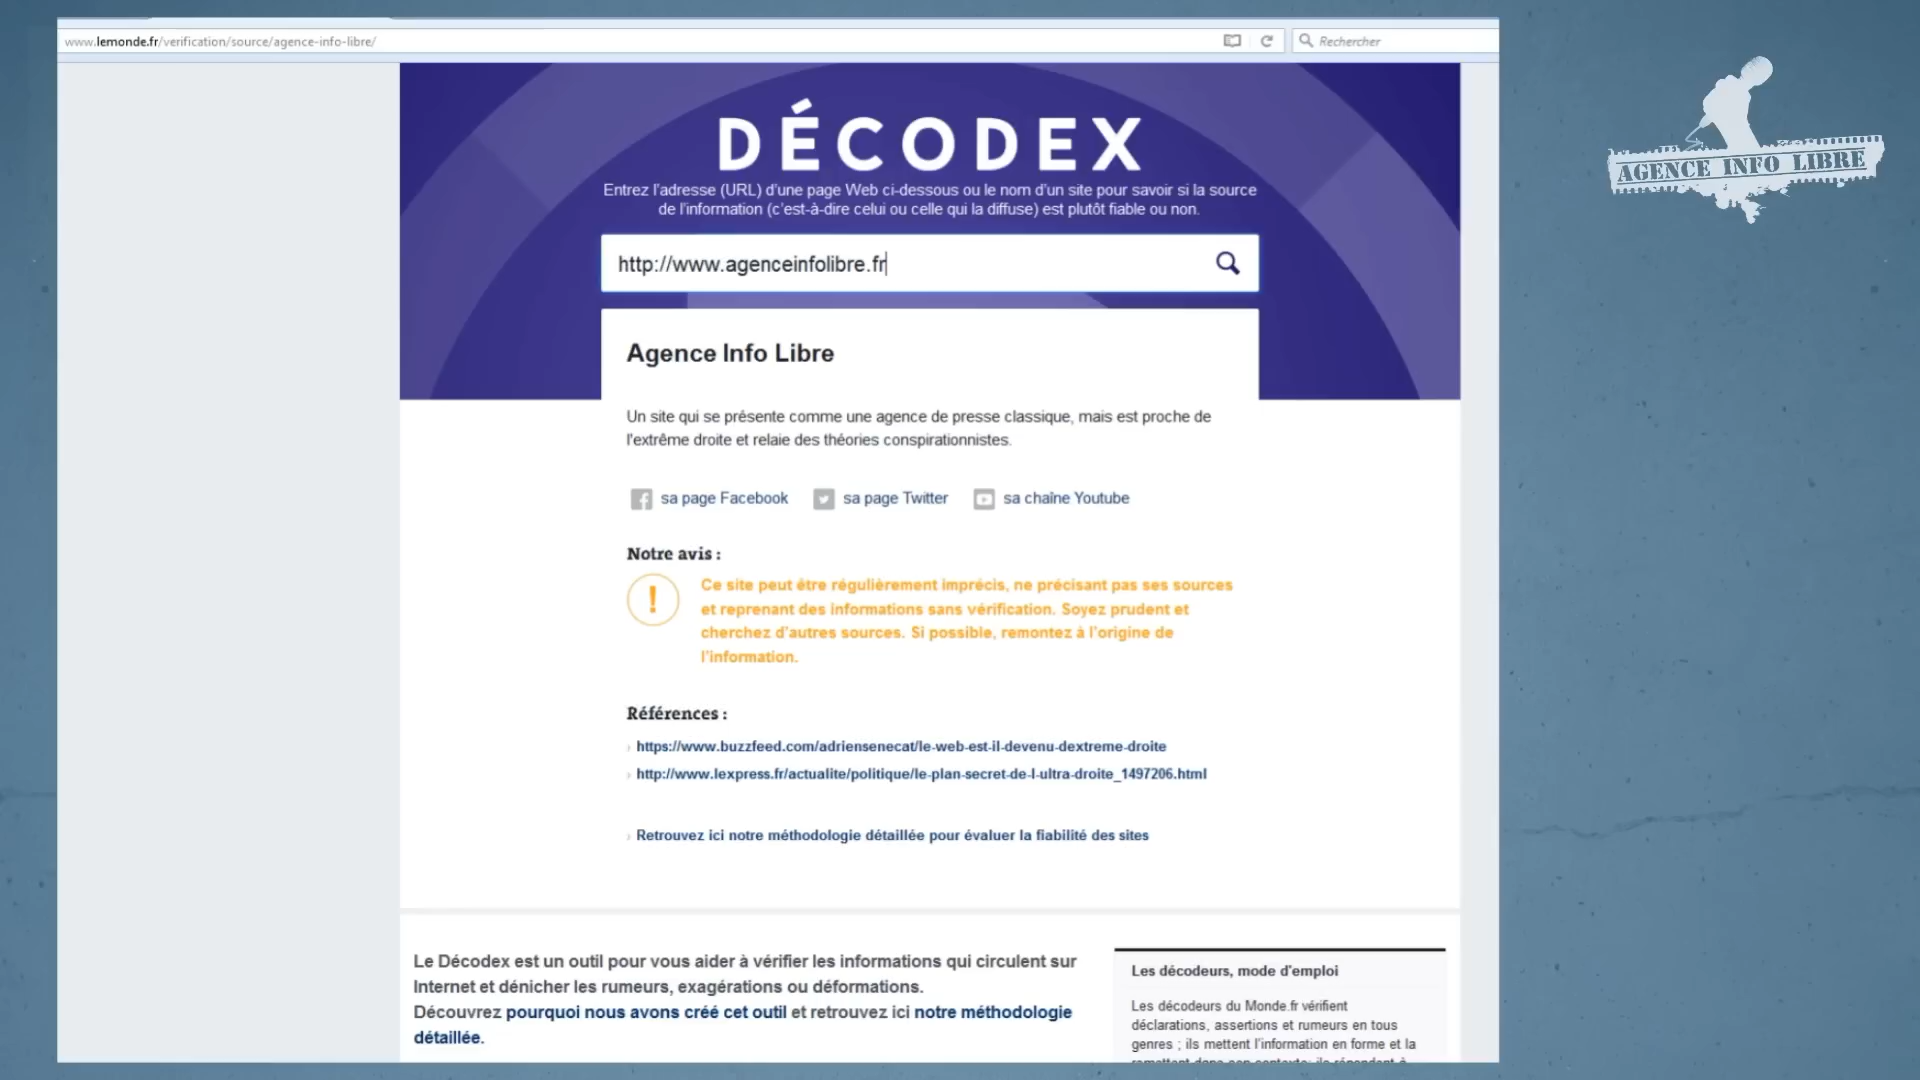 www.lemonde.fr/verification/source/agence-info-libre/
Rechercher
DÉCODEX
Entrez l'adresse (URL) d'une page Web ci-dessous ou le nom d'un site pour savoir si la source
de l'information (c'est-à-dire celui ou celle qui la diffuse) est plutôt fiable ou non.
AGENCE INFO LIBRE
http://www.agenceinfolibre.fr
Agence Info Libre
Un site qui se présente comme une agence de presse classique, mais est proche de
l'extrême droite et relaie des théories conspirationnistes.
sa page Facebook sa page Twitter sa chaîne Youtube
Notre avis :
!
Ce site peut être régulièrement imprécis, ne précisant pas ses sources
et reprenant des informations sans vérification. Soyez prudent et
cherchez d'autres sources. Si possible, remontez à l'origine de
l'information.
Références :
› https://www.buzzfeed.com/adriensenecat/le-web-est-il-devenu-dextreme-droite
› http://www.lexpress.fr/actualite/politique/le-plan-secret-de-l-ultra-droite_1497206.html
› Retrouvez ici notre méthodologie détaillée pour évaluer la fiabilité des sites
Le Décodex est un outil pour vous aider à vérifier les informations qui circulent sur
Internet et dénicher les rumeurs, exagérations ou déformations.
Découvrez pourquoi nous avons créé cet outil et retrouvez ici notre méthodologie
détaillée.
Les décodeurs, mode d'emploi
Les décodeurs du Monde.fr vérifient
déclarations, assertions et rumeurs en tous
genres ; ils mettent l'information en forme et la